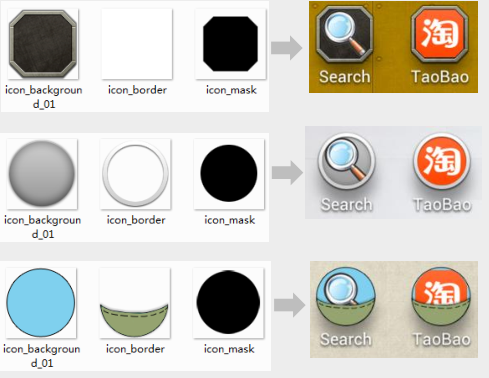 淘
icon_backgroun
d_01
icon_border
icon_mask
Search
TaoBao
淘
icon_backgroun
d_01
icon_border
icon_mask
Search
TaoBao
淘
icon_backgroun
d_01
icon_border
icon_mask
Search
TaoBao